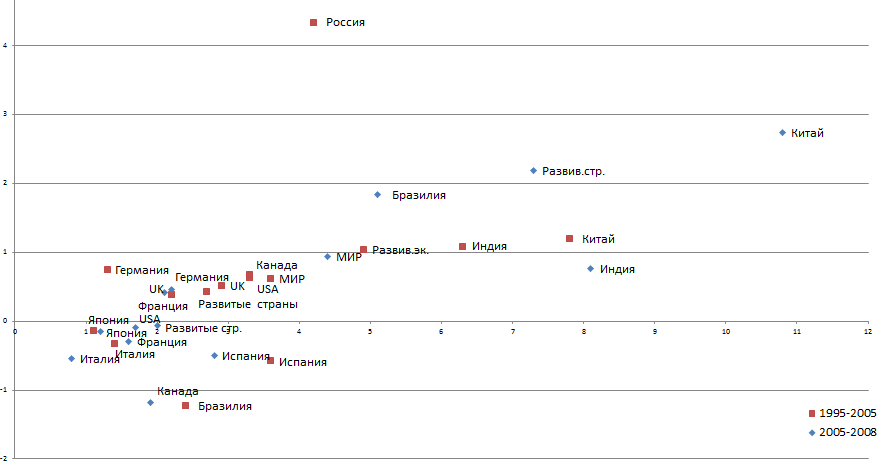 Россия
4
3
Китай
Развив.стр.
2
Бразилия
Китай
Индия
Развив.эк.
1
МИР
Канада
Индия
Германия
Германия
МИР
UK
UK
USA
Франция
Развитые страны
0
Япония
USA
0 1 2 3 4 5 6 7 8 9 10 11 12
Япония
Развитые стр.
Франция
Италия
Италия
Испания
Испания
-1
Канада
Бразилия
1995-2005
2005-2008
-2